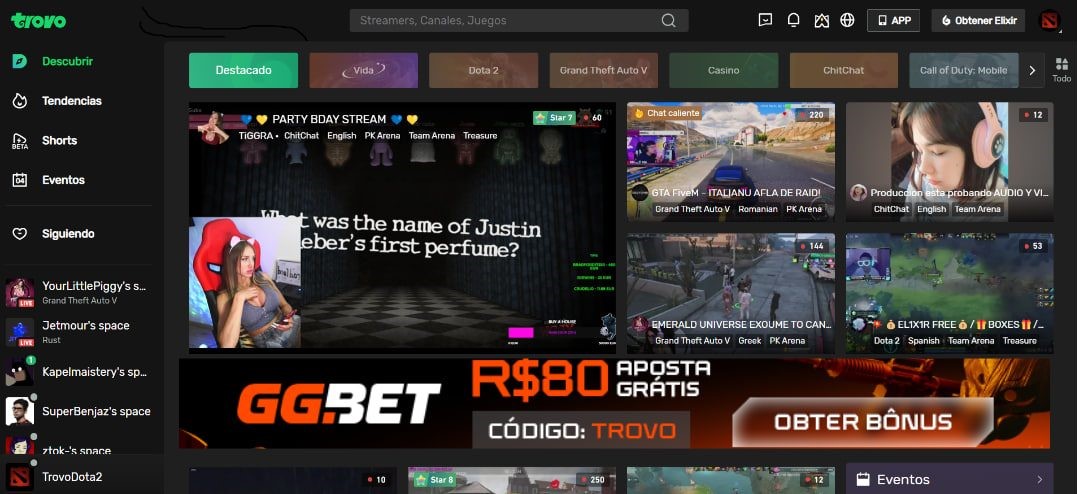 trovo
Streamers, Canales, Juegos
APP
Obtener Elixir
Descubrir
Tendencias
BETA
Shorts
04
Eventos
Siguiendo
YourLittlePiggy's s...
Grand Theft Auto V
LIVE
Jetmour's space
Rust
LIVE
1
Kapelmaistery's sp...
SuperBenjaz's space
ztok-'s space
TrovoDota2
Destacado
Vida
Dota 2
Grand Theft Auto V
Casino
ChitChat
Call of Duty: Mobile
Todo
PARTY BDAY STREAM
Star 7
60
TiGGRA • ChitChat English PK Arena Team Arena Treasure
What was the name of Justin
ieber's first perfume?
BUY A HOUSE
Chat caliente
220
GTA FiveM - ITALIANU AFLA DE RAID!
Grand Theft Auto V Romanian PK Arena
12
Produccion esta probando AUDIO Y VI...
ChitChat English Team Arena
144
EMERALD UNIVERSE EXOUME TO CAN...
Grand Theft Auto V Greek PK Arena
53
EL1X1R FREE / BOXES /...
Dota 2 Spanish Team Arena Treasure
GG.BET
R$80 APOSTA
GRÁTIS
CÓDIGO: TROVO
OBTER BÔNUS
10
Star 8
250
12
Eventos